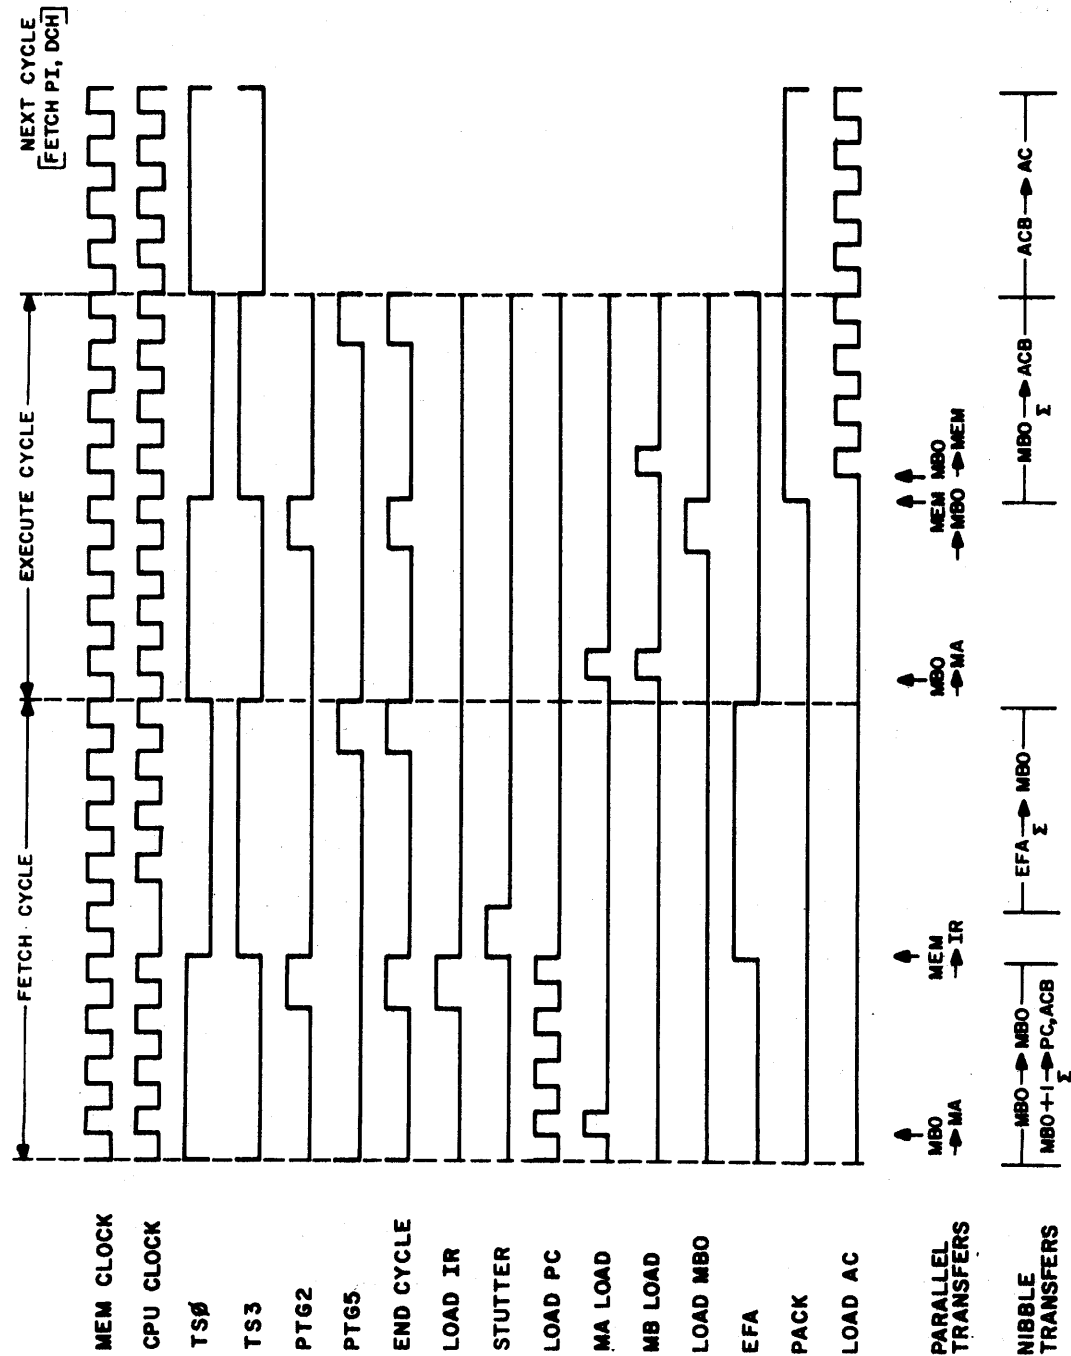 NEXT CYCLE
[FETCH PI, DCH]
FETCH CYCLE
EXECUTE CYCLE
MEM CLOCK
CPU CLOCK
TSØ
TS3
PTG2
PTG5
END CYCLE
LOAD IR
STUTTER
LOAD PC
MA LOAD
MB LOAD
LOAD MBO
EFA
PACK
LOAD AC
PARALLEL
TRANSFERS
MBO
→MA
MEM
→IR
MBO
→MA
MEM
→MBO
MBO
→MEM
NIBBLE
TRANSFERS
MBO→MBO
MBO+1→PC,ACB
Σ
EFA→MBO
Σ
MBO→ACB
Σ
ACB→AC